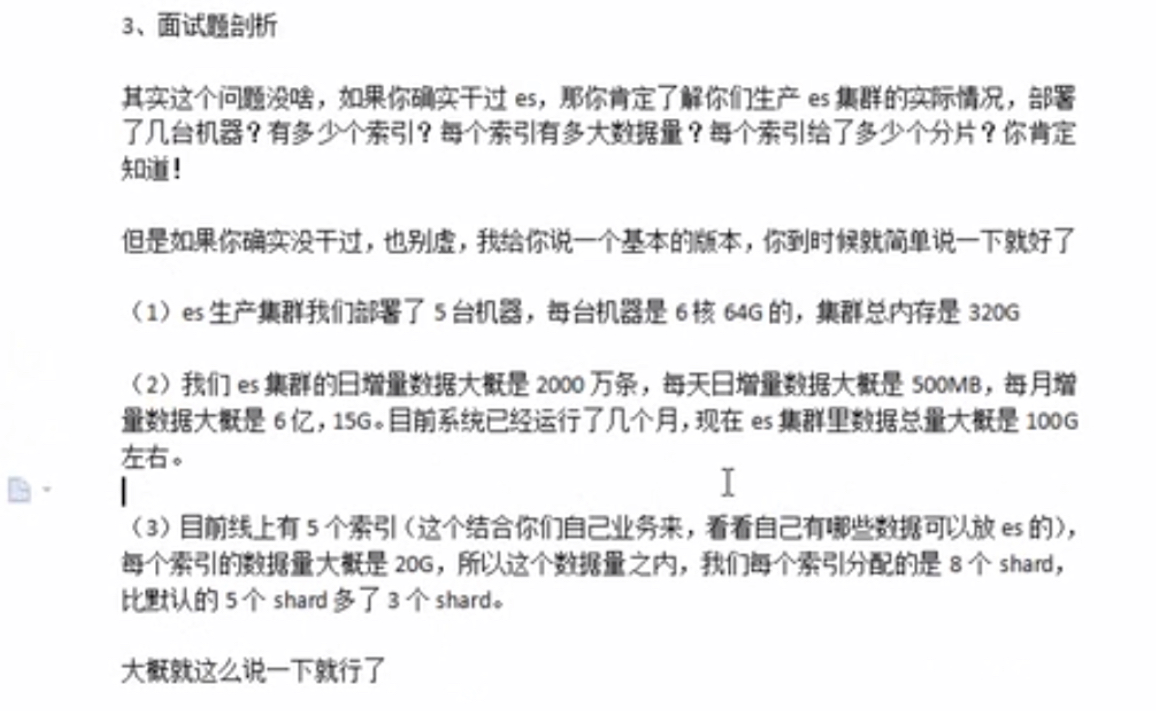 3、面试题剖析
其实这个问题没啥，如果你确实干过 es，那你肯定了解你们生产 es 集群的实际情况，部署
了几台机器？有多少个索引？每个索引有多大数据量？每个索引给了多少个分片？你肯定
知道！
但是如果你确实没干过，也别虚，我给你说一个基本的版本，你到时候就简单说一下就好了
（1）es 生产集群我们部署了 5 台机器，每台机器是 6 核 64G 的，集群总内存是 320G
（2）我们 es 集群的日增量数据大概是 2000 万条，每天日增量数据大概是 500MB，每月增
量数据大概是 6 亿，15G。目前系统已经运行了几个月，现在 es 集群里数据总量大概是 100G
左右。
（3）目前线上有 5 个索引（这个结合你们自己业务来，看看自己有哪些数据可以放 es 的），
每个索引的数据量大概是 20G，所以这个数据量之内，我们每个索引分配的是 8 个 shard，
比默认的 5 个 shard 多了 3 个 shard。
大概就这么说一下就行了